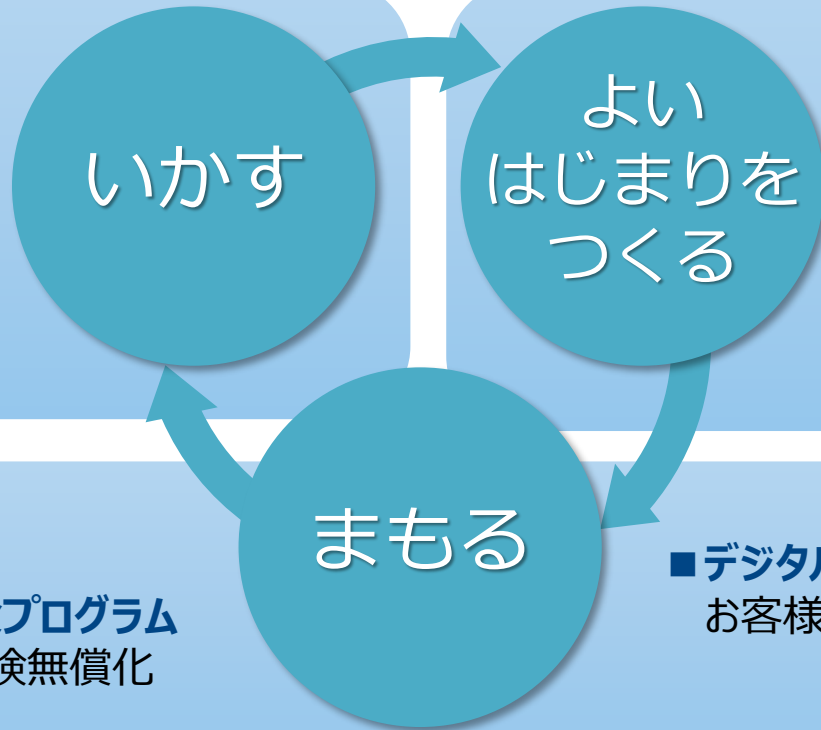 いかす
よい
はじまりを
つくる
まもる
プログラム
険無償化
■デジタル
お客様